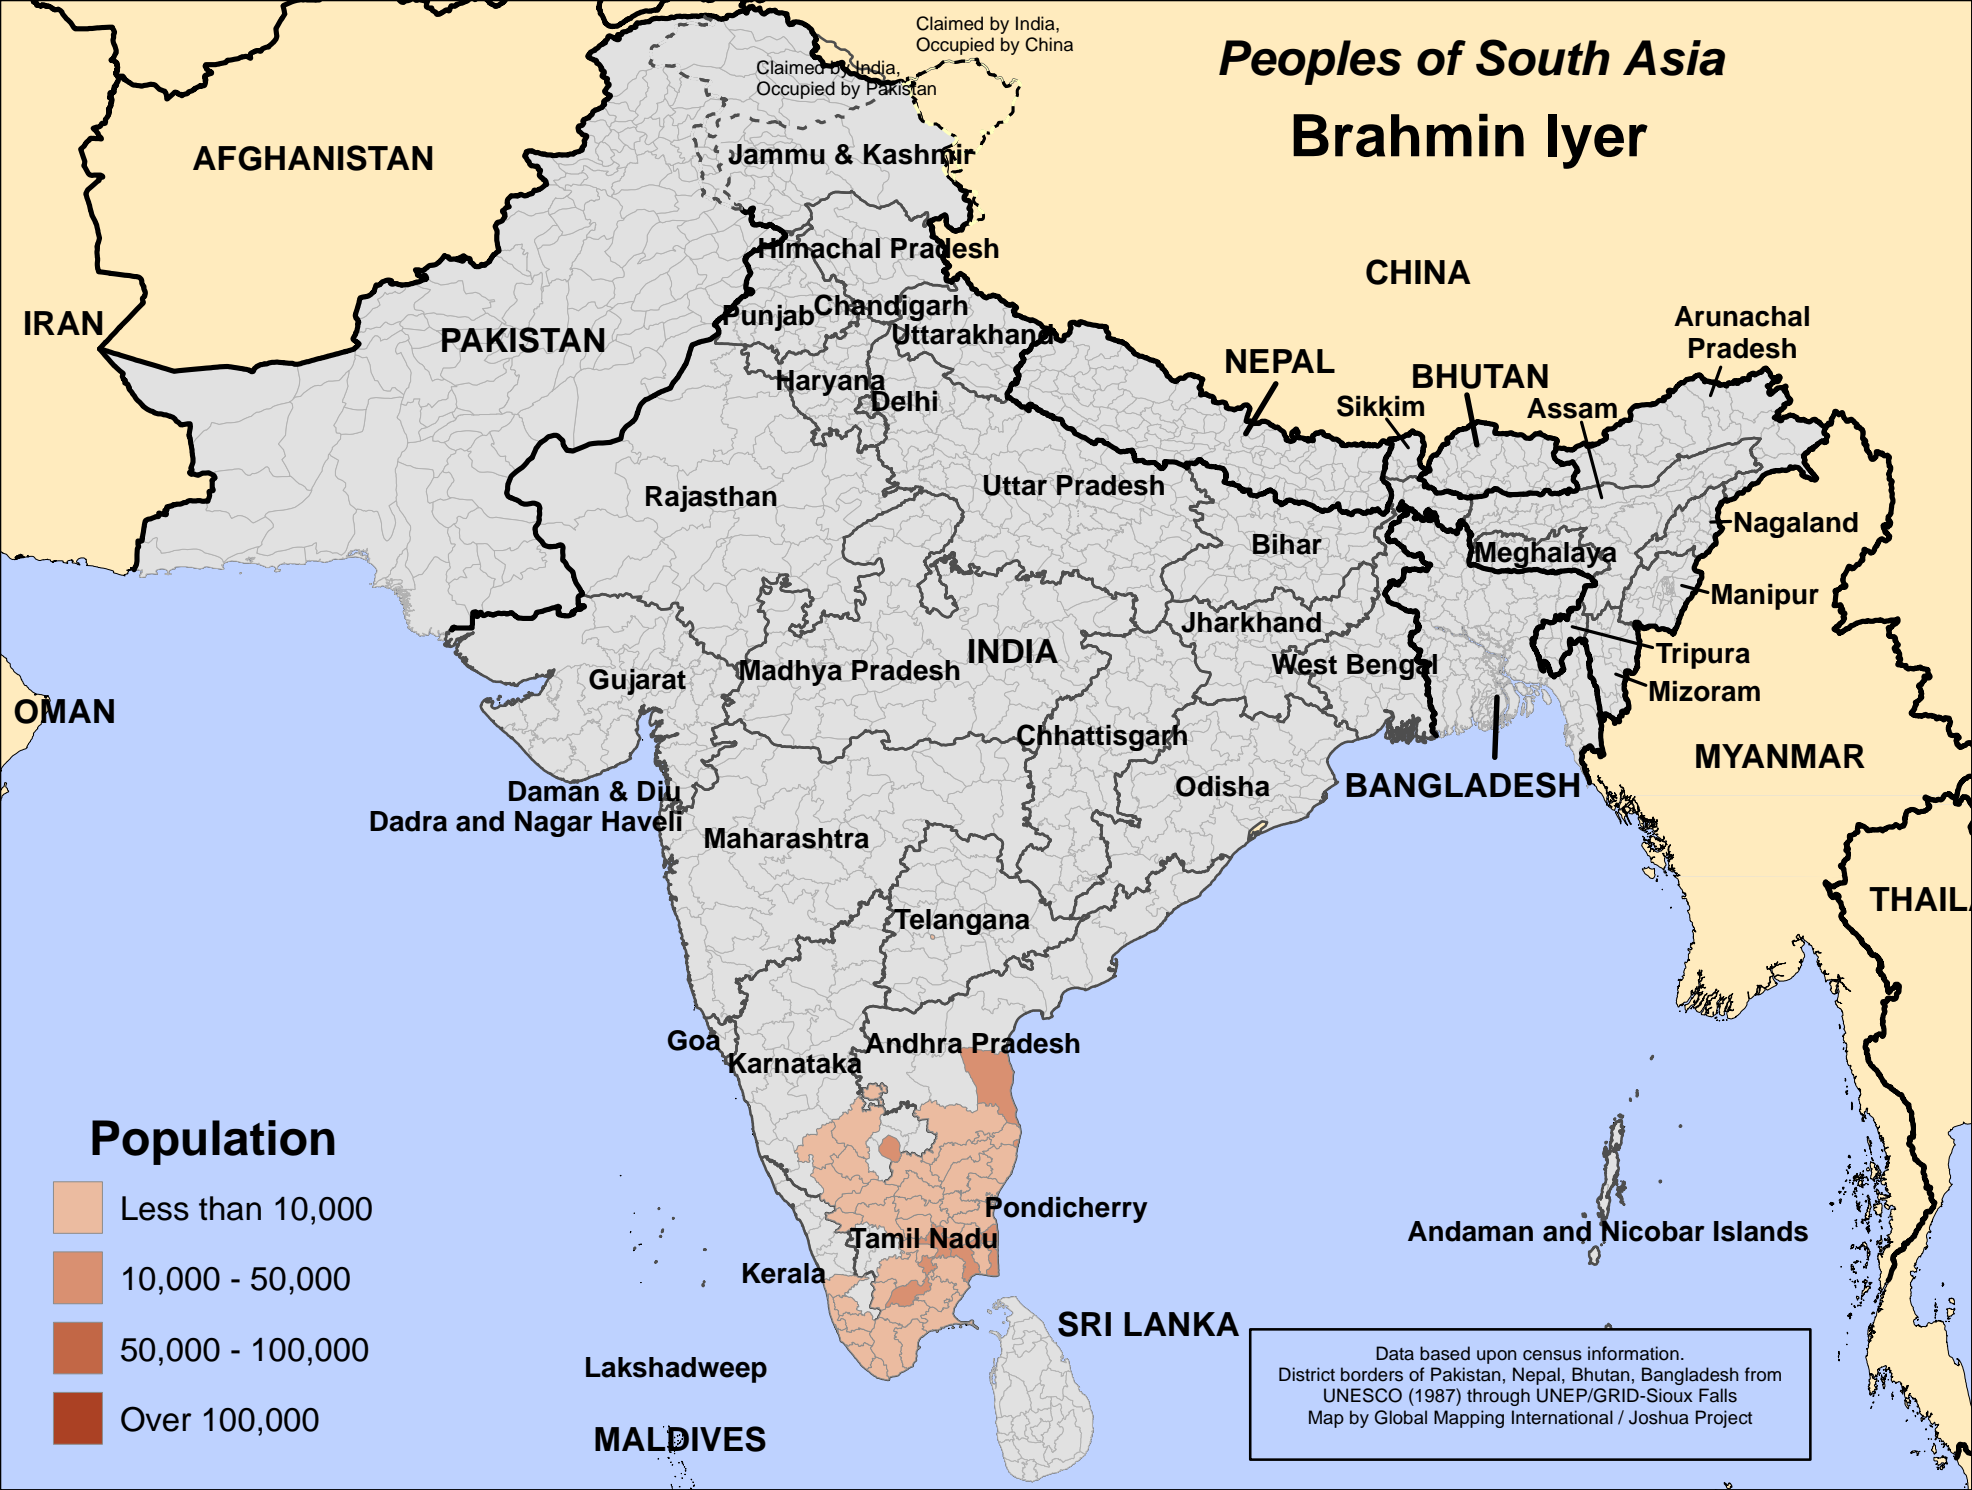 Peoples of South Asia
Brahmin Iyer
Claimed by India,
Occupied by China
Claimed by India,
Occupied by Pakistan
AFGHANISTAN
Jammu & Kashmir
Himachal Pradesh
CHINA
IRAN
PAKISTAN
Punjab
Chandigarh
Uttarakhand
Arunachal
Pradesh
NEPAL
BHUTAN
Haryana
Delhi
Sikkim
Assam
Rajasthan
Uttar Pradesh
Bihar
Nagaland
Meghalaya
Manipur
Jharkhand
INDIA
Tripura
West Bengal
Madhya Pradesh
Gujarat
Mizoram
OMAN
Chhattisgarh
MYANMAR
Odisha
BANGLADESH
Daman & Diu
Dadra and Nagar Haveli
Maharashtra
THAIL
Telangana
Goa
Andhra Pradesh
Karnataka
Pondicherry
Tamil Nadu
Andaman and Nicobar Islands
Kerala
SRI LANKA
Lakshadweep
MALDIVES
Population
Less than 10,000
10,000 - 50,000
50,000 - 100,000
Over 100,000
Data based upon census information.
District borders of Pakistan, Nepal, Bhutan, Bangladesh from
UNESCO (1987) through UNEP/GRID-Sioux Falls
Map by Global Mapping International / Joshua Project